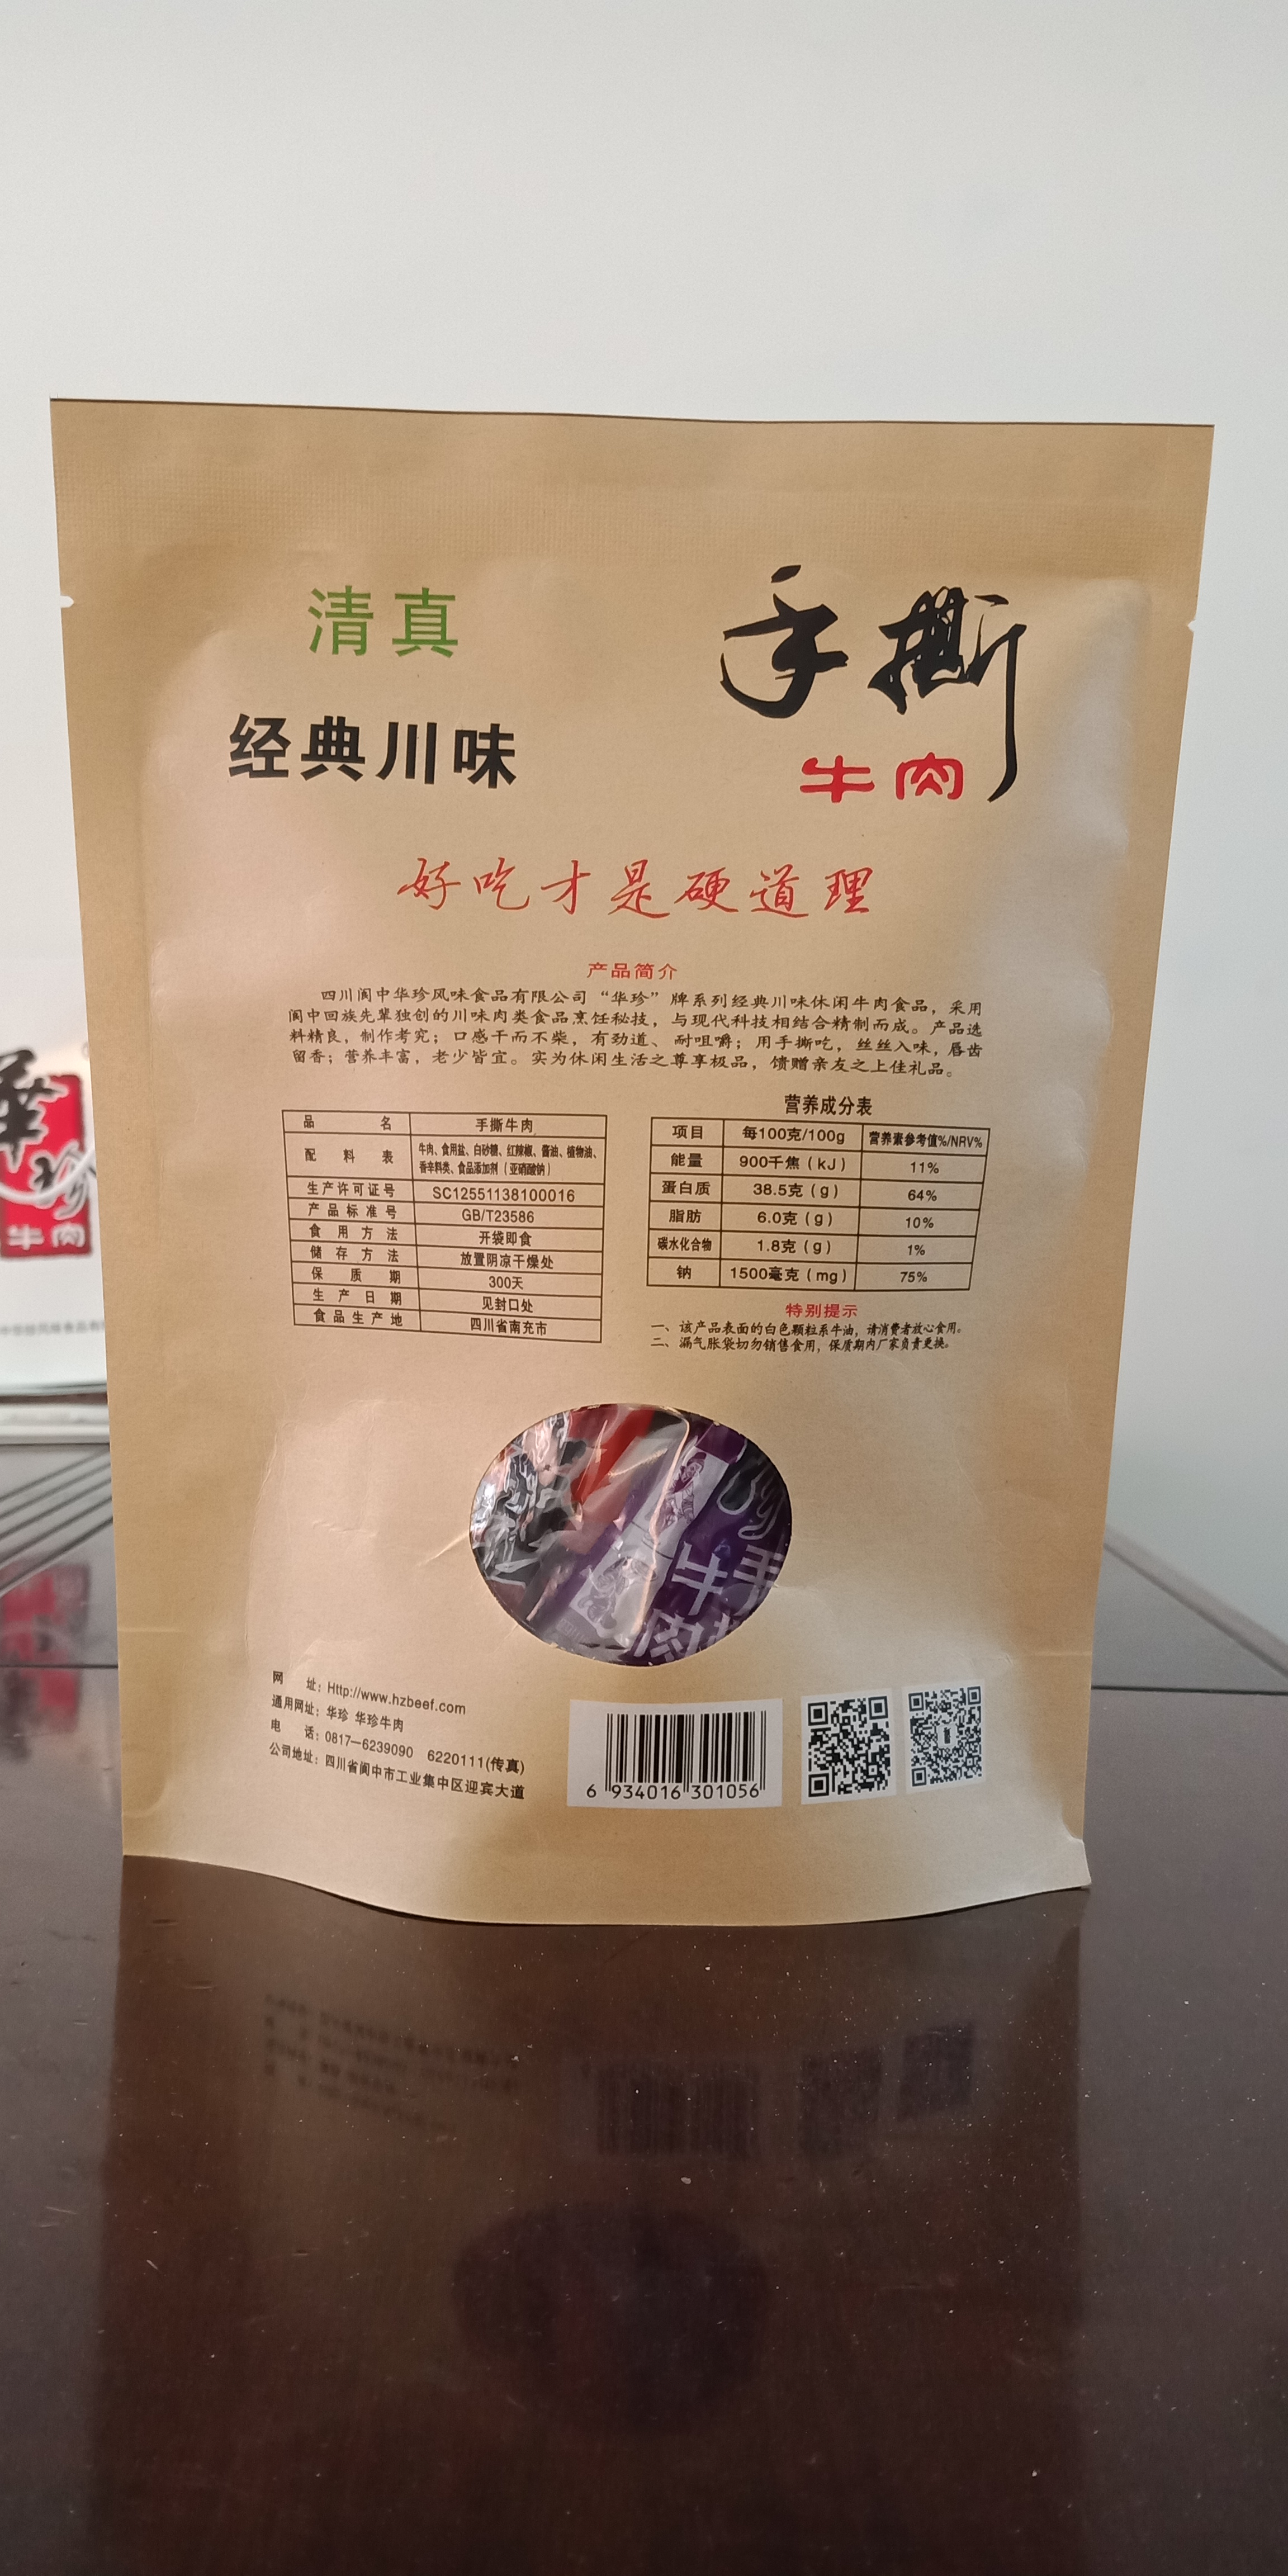 清真
手撕
牛肉
经典川味
好吃才是硬道理
产品简介
四川阆中华珍风味食品有限公司“华珍”牌系列经典川味休闲牛肉食品，采用
阆中回族先辈独创的川味肉类食品烹饪秘技，与现代科技相结合精制而成。产品选
料精良，制作考究；口感干而不柴，有劲道、耐咀嚼；用手撕吃，丝丝入味，唇齿
留香；营养丰富，老少皆宜。实为休闲生活之尊享极品，馈赠亲友之上佳礼品。
品名 手撕牛肉
配料表 牛肉、食用盐、白砂糖、红辣椒、酱油、植物油、
香辛料类、食品添加剂（亚硝酸钠）
生产许可证号 SC12551138100016
产品标准号 GB/T23586
食用方法 开袋即食
储存方法 放置阴凉干燥处
保质期 300天
生产日期 见封口处
食品生产地 四川省南充市
营养成分表
项目 每100克/100g 营养素参考值%/NRV%
能量 900千焦（kJ） 11%
蛋白质 38.5克（g） 64%
脂肪 6.0克（g） 10%
碳水化合物 1.8克（g） 1%
钠 1500毫克（mg） 75%
特别提示
一、该产品表面的白色颗粒系牛油，请消费者放心食用。
二、漏气胀袋切勿销售食用，保质期内厂家负责更换。
手
牛
肉
网址：Http://www.hzbeef.com
通用网址：华珍 华珍牛肉
电话：0817—6239090 6220111(传真)
公司地址：四川省阆中市工业集中区迎宾大道
6 934016 301056
華珍
牛肉